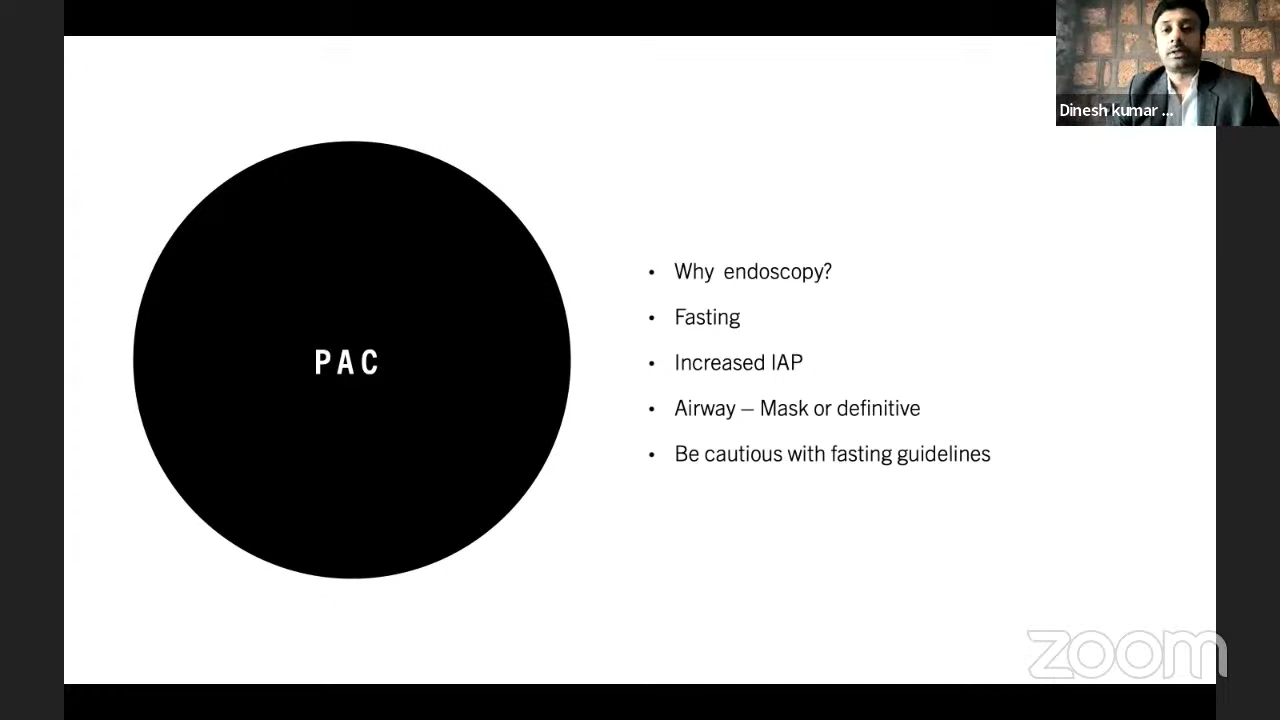 Dinesh kumar ...
PAC
• Why endoscopy?
• Fasting
• Increased IAP
• Airway – Mask or definitive
• Be cautious with fasting guidelines
zoom